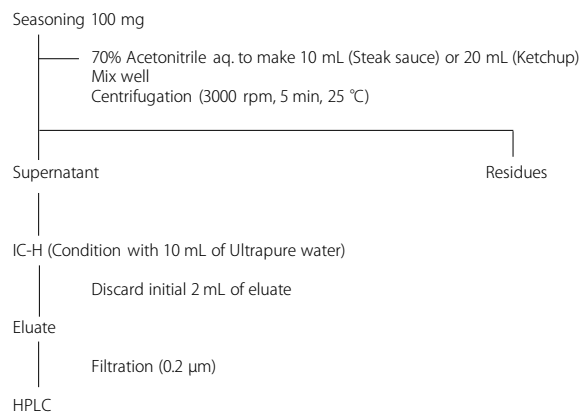 Seasoning 100 mg
70% Acetonitrile aq. to make 10 mL (Steak sauce) or 20 mL (Ketchup)
Mix well
Centrifugation (3000 rpm, 5 min, 25 ℃)
Supernatant
Residues
IC-H (Condition with 10 mL of Ultrapure water)
Discard initial 2 mL of eluate
Eluate
Filtration (0.2 μm)
HPLC